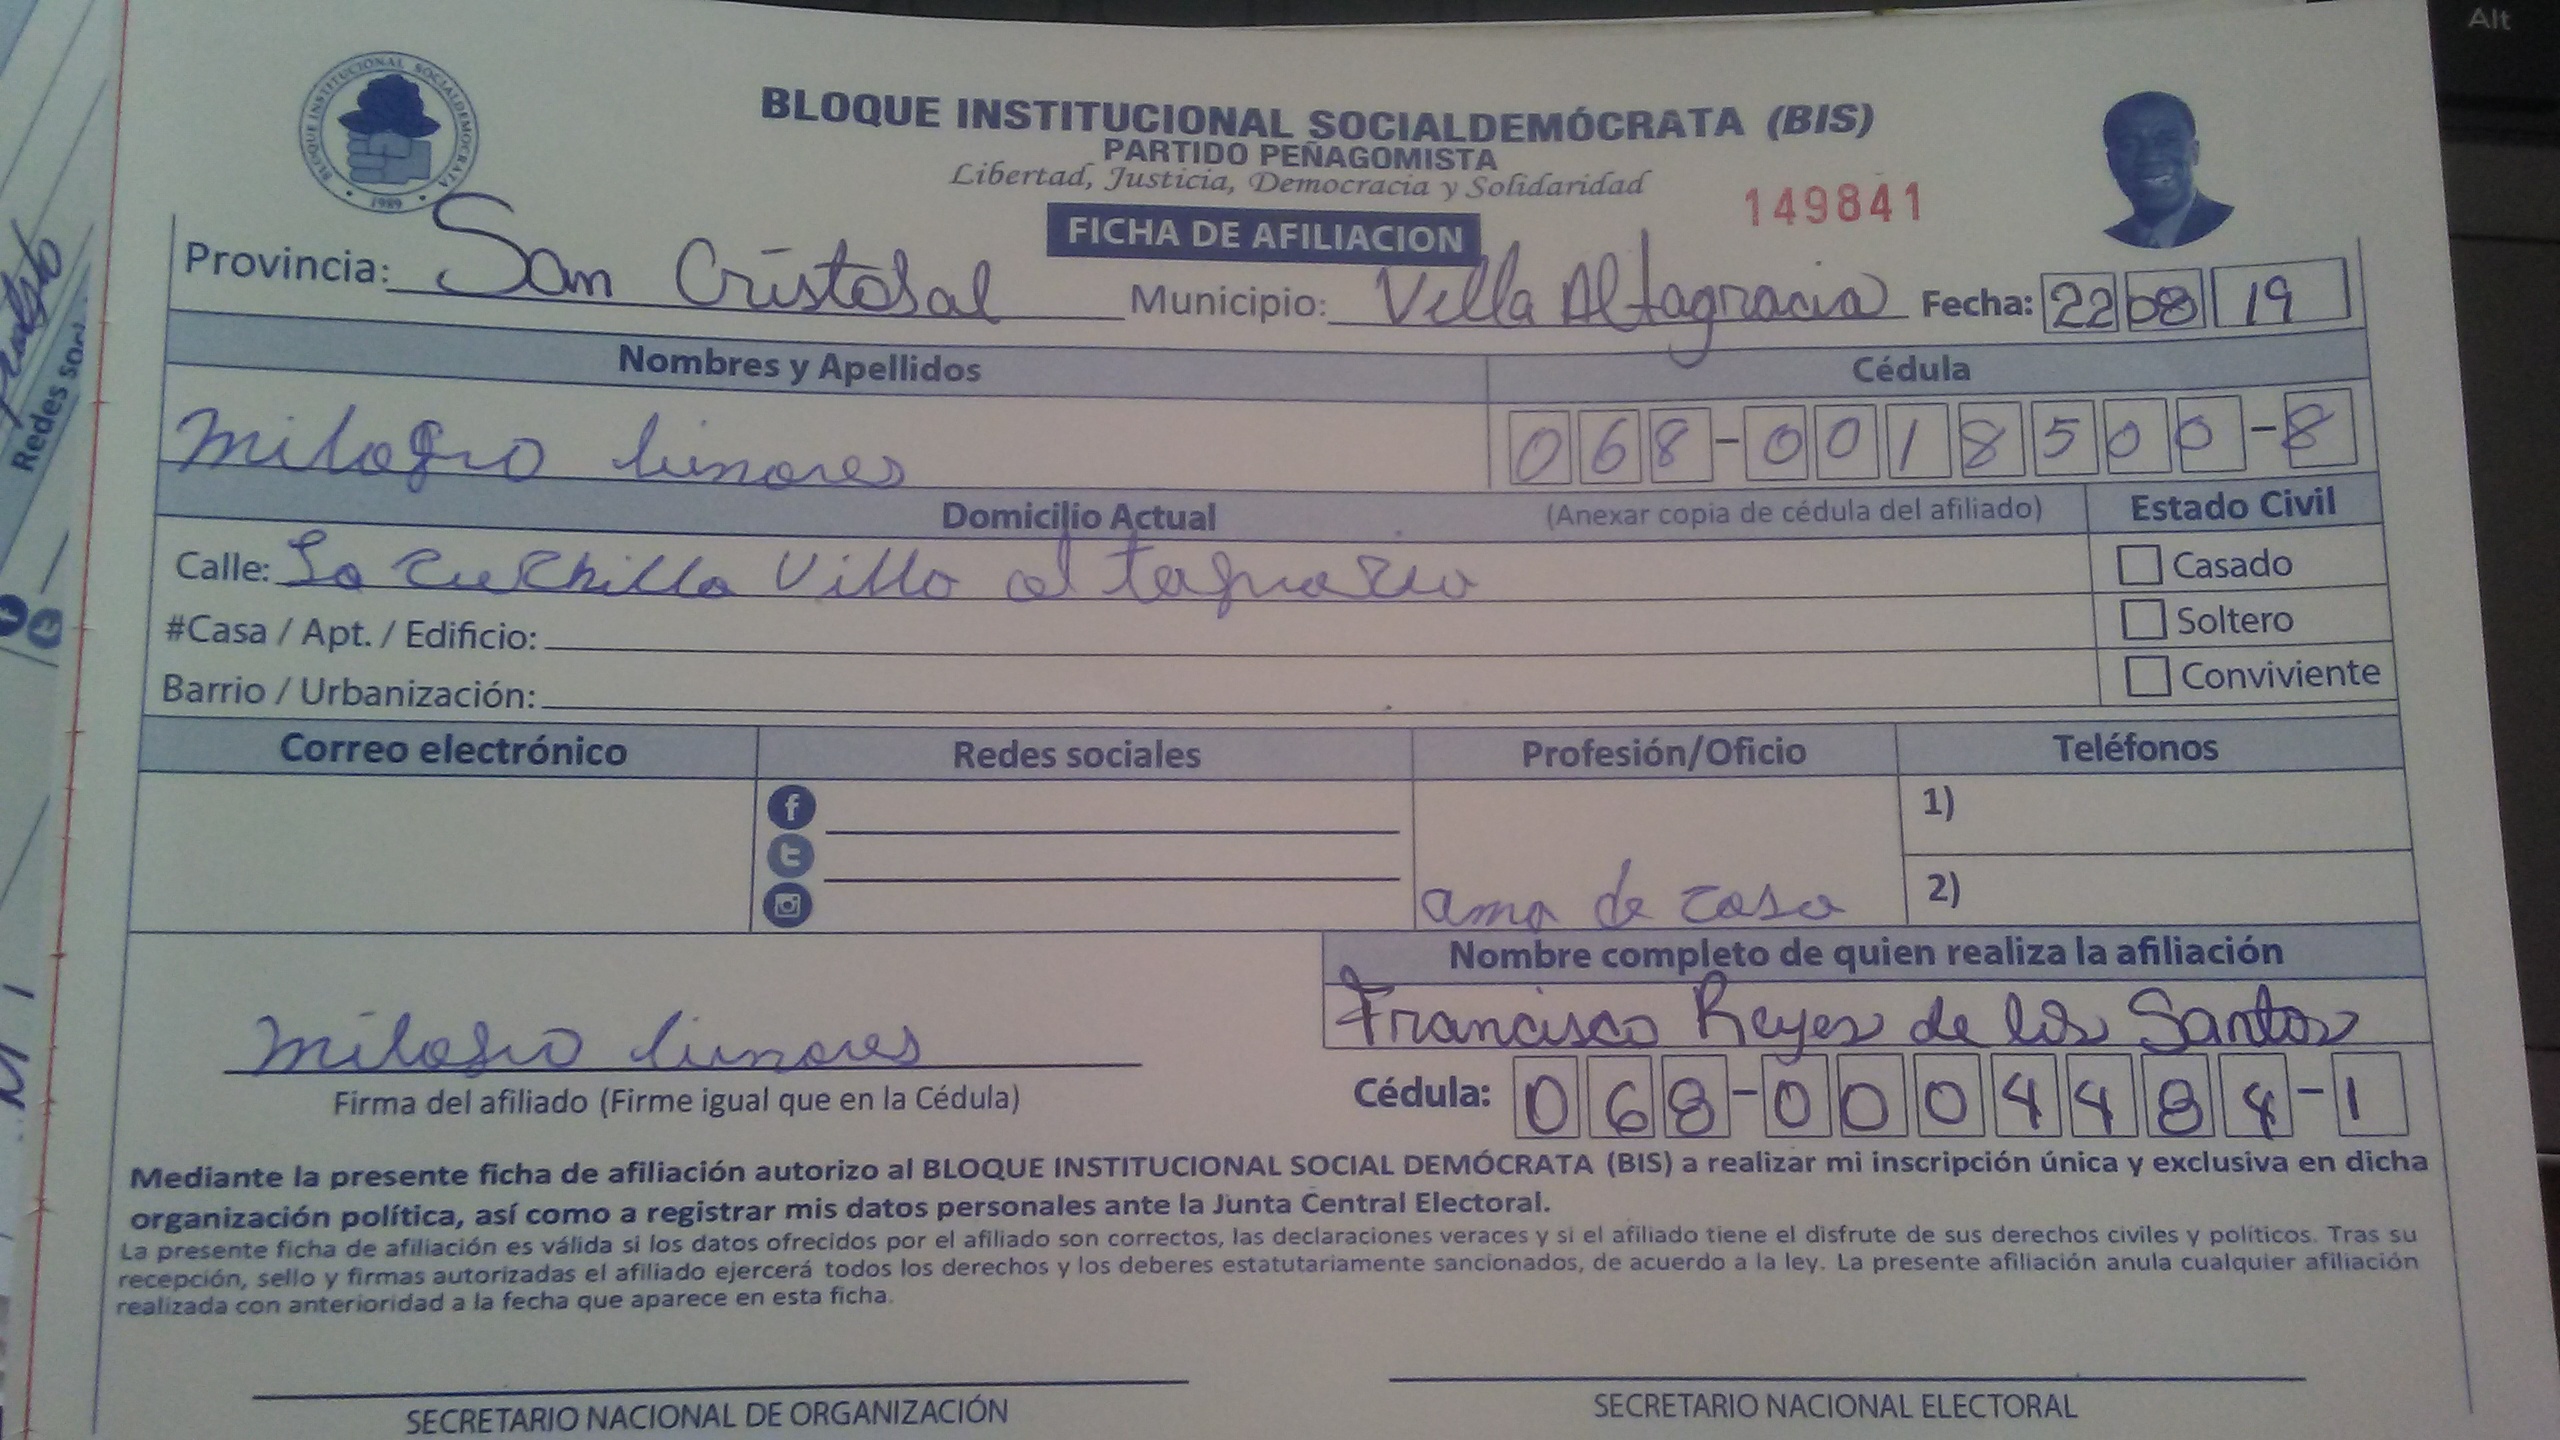 Alt
BLOQUE INSTITUCIONAL SOCIALDEMOCRATA
1989
BLOQUE INSTITUCIONAL SOCIALDEMÓCRATA (BIS)
PARTIDO PEÑAGOMISTA
Libertad, Justicia, Democracia y Solidaridad
149841
FICHA DE AFILIACION
Provincia: San Cristobal Municipio: Villa Altagracia Fecha: 22 08 19
Nombres y Apellidos Cédula
milagro linares 068-0018500-8
Domicilio Actual (Anexar copia de cédula del afiliado) Estado Civil
Calle: La Cuchilla Villa altagracia Casado
#Casa / Apt. / Edificio: Soltero
Barrio / Urbanización: Conviviente
Correo electrónico Redes sociales Profesión/Oficio Teléfonos
1)
ama de casa 2)
Nombre completo de quien realiza la afiliación
milagro linares Francisco Reyes de los Santos
Firma del afiliado (Firme igual que en la Cédula) Cédula: 068-0004484-1
Mediante la presente ficha de afiliación autorizo al BLOQUE INSTITUCIONAL SOCIAL DEMÓCRATA (BIS) a realizar mi inscripción única y exclusiva en dicha
organización política, así como a registrar mis datos personales ante la Junta Central Electoral.
La presente ficha de afiliación es válida si los datos ofrecidos por el afiliado son correctos, las declaraciones veraces y si el afiliado tiene el disfrute de sus derechos civiles y políticos. Tras su
recepción, sello y firmas autorizadas el afiliado ejercerá todos los derechos y los deberes estatutariamente sancionados, de acuerdo a la ley. La presente afiliación anula cualquier afiliación
realizada con anterioridad a la fecha que aparece en esta ficha.
SECRETARIO NACIONAL DE ORGANIZACIÓN SECRETARIO NACIONAL ELECTORAL
Redes